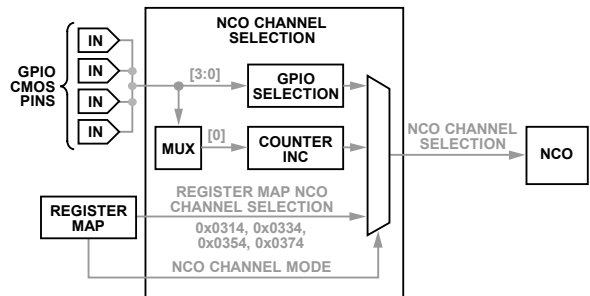 NCO CHANNEL
SELECTION
IN
IN
IN
IN
GPIO
CMOS
PINS
[3:0]
GPIO
SELECTION
MUX
[0]
COUNTER
INC
NCO CHANNEL
SELECTION
NCO
REGISTER
MAP
REGISTER MAP NCO
CHANNEL SELECTION
0x0314, 0x0334,
0x0354, 0x0374
NCO CHANNEL MODE